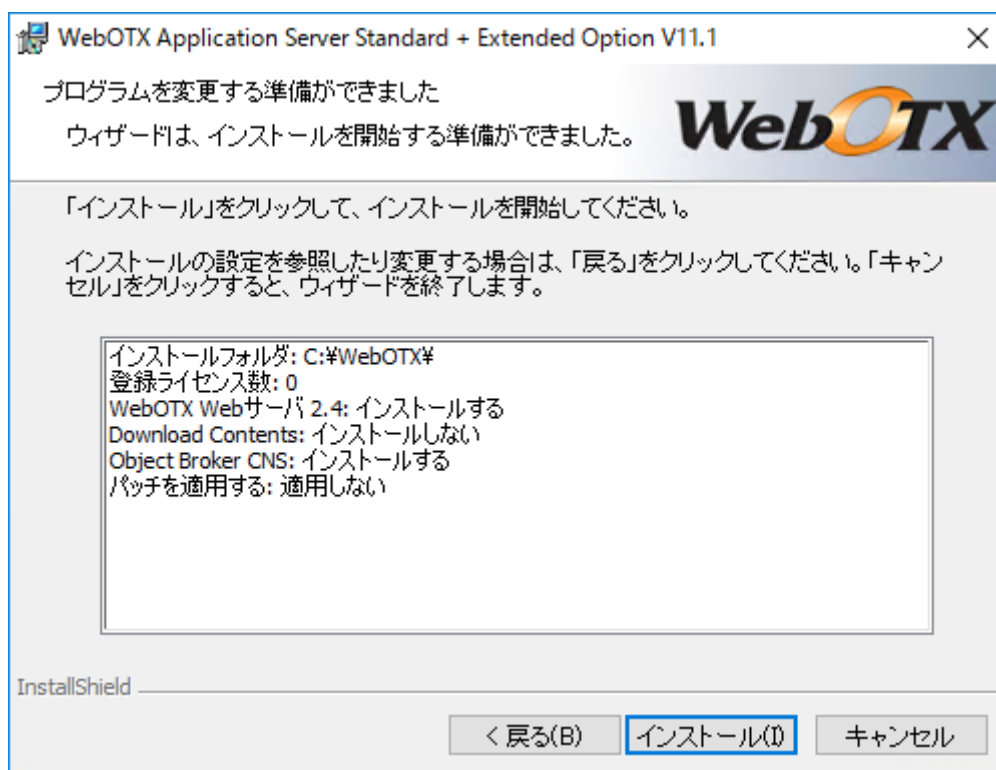 WebOTX Application Server Standard + Extended Option V11.1
プログラムを変更する準備ができました
ウィザードは、インストールを開始する準備ができました。
WebOTX
「インストール」をクリックして、インストールを開始してください。
インストールの設定を参照したり変更する場合は、「戻る」をクリックしてください。「キャン
セル」をクリックすると、ウィザードを終了します。
インストールフォルダ: C:¥WebOTX¥
登録ライセンス数: 0
WebOTX Webサーバ 2.4: インストールする
Download Contents: インストールしない
Object Broker CNS: インストールする
パッチを適用する: 適用しない
InstallShield
< 戻る(B)
インストール(I)
キャンセル